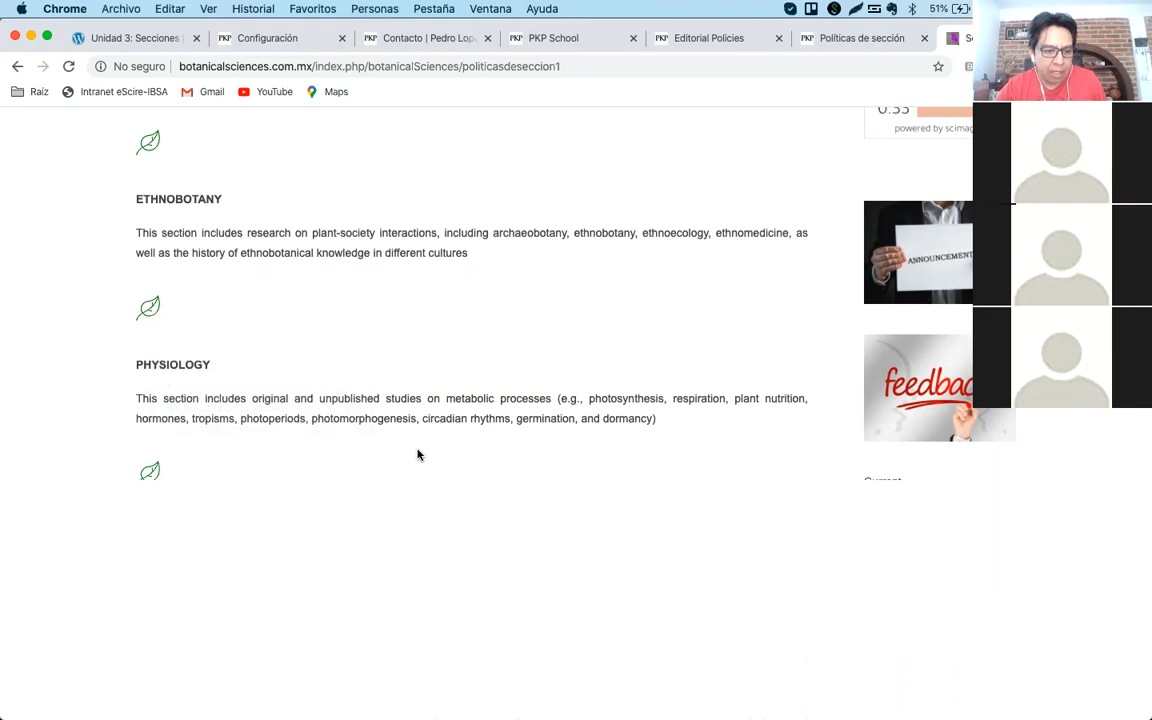 Chrome Archivo Editar Ver Historial Favoritos Personas Pestaña Ventana Ayuda 51%
Unidad 3: Secciones Configuración Contacto | Pedro Lop PKP School Editorial Policies Políticas de sección
No seguro botanicalsciences.com.mx/index.php/botanicalSciences/politicasdeseccion1
Raíz Intranet eScire-IBSA Gmail YouTube Maps
0.33
powered by scimag
ETHNOBOTANY
This section includes research on plant-society interactions, including archaeobotany, ethnobotany, ethnoecology, ethnomedicine, as
well as the history of ethnobotanical knowledge in different cultures
ANNOUNCEMENT
PHYSIOLOGY
This section includes original and unpublished studies on metabolic processes (e.g., photosynthesis, respiration, plant nutrition,
hormones, tropisms, photoperiods, photomorphogenesis, circadian rhythms, germination, and dormancy)
feedbac